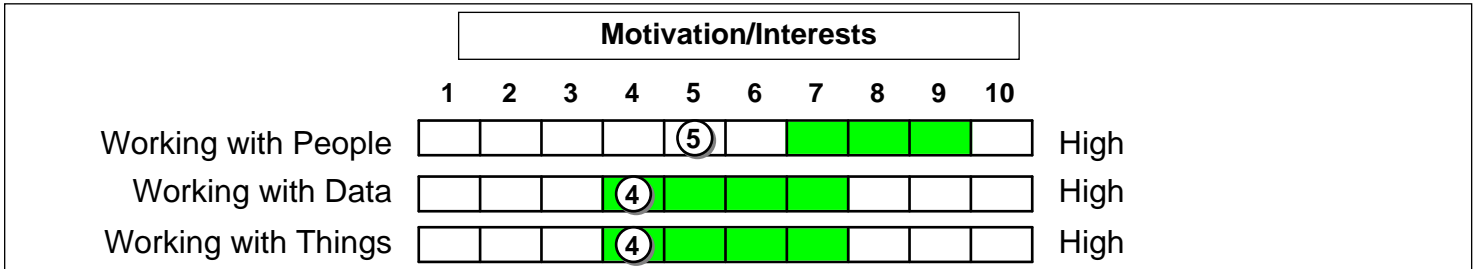 Motivation/Interests
1 2 3 4 5 6 7 8 9 10
Working with People 5 High
Working with Data 4 High
Working with Things 4 High